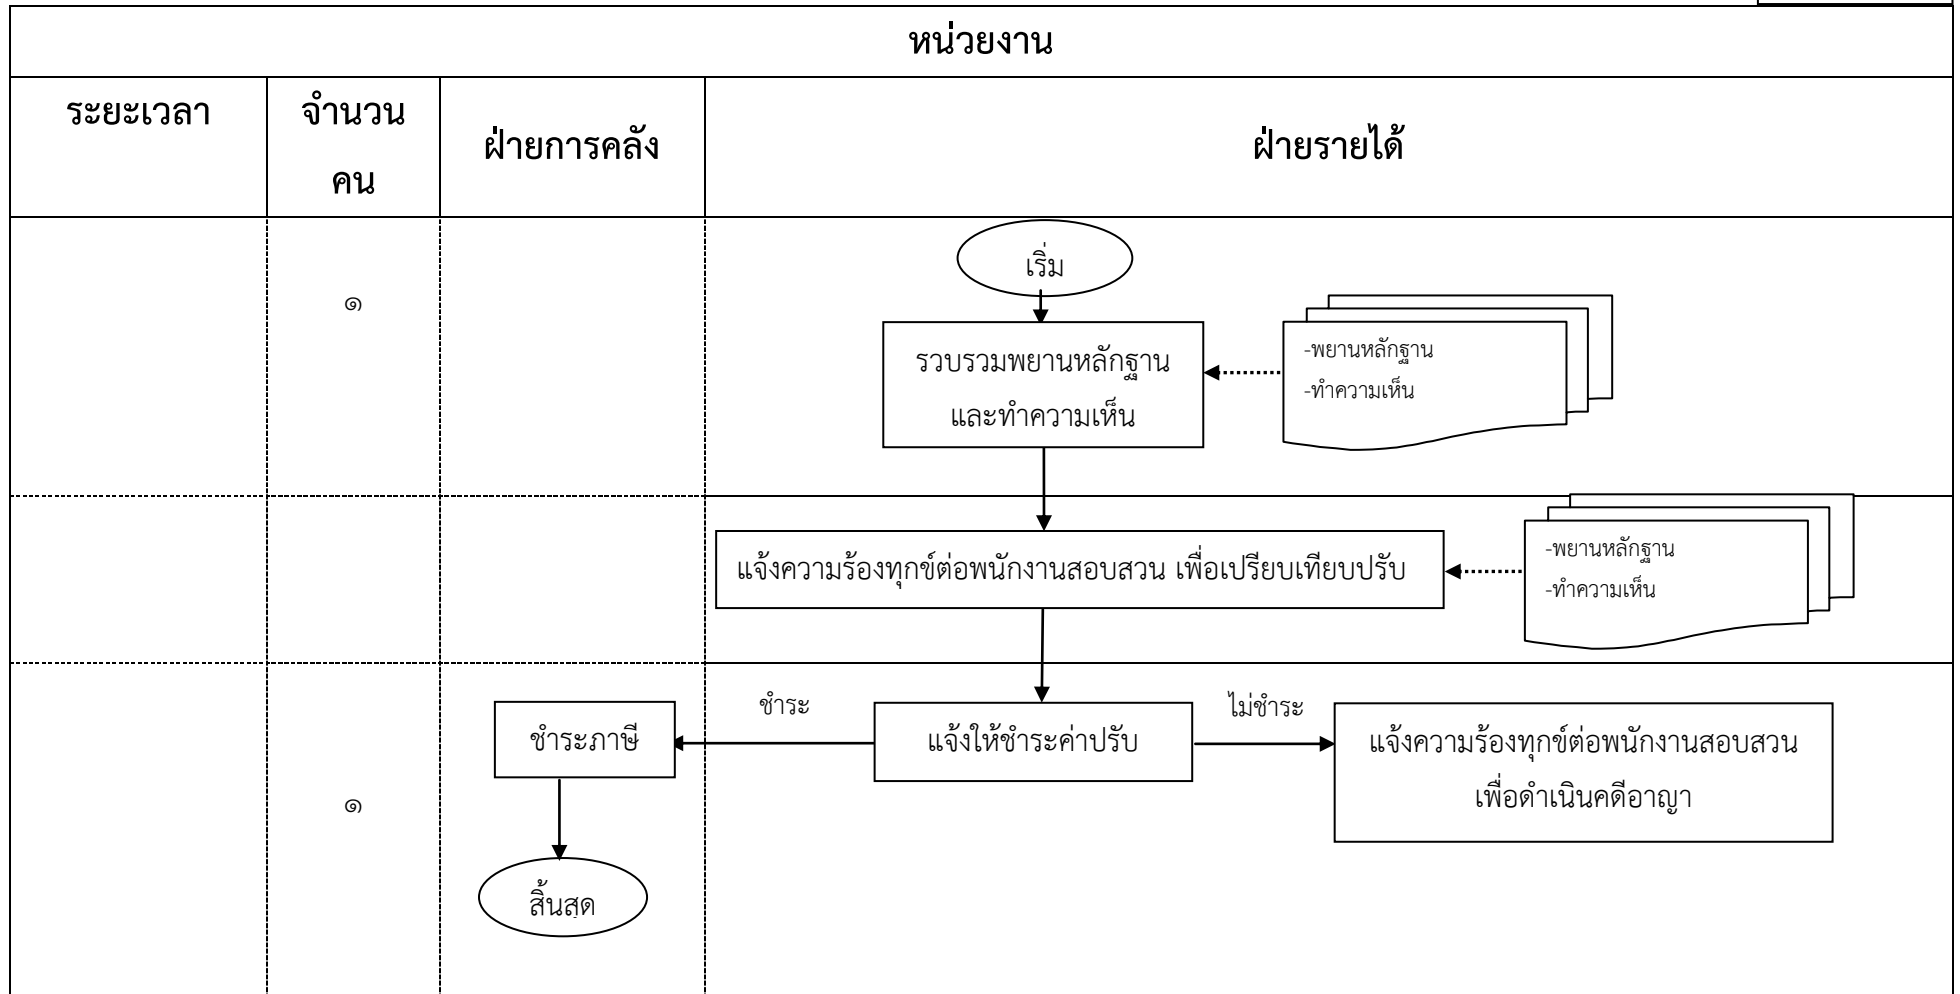 หน่วยงาน
ระยะเวลา
จำนวน
คน
ฝ่ายการคลัง
ฝ่ายรายได้
เริ่ม
๑
รวบรวมพยานหลักฐาน
และทำความเห็น
-พยานหลักฐาน
-ทำความเห็น
แจ้งความร้องทุกข์ต่อพนักงานสอบสวน เพื่อเปรียบเทียบปรับ
-พยานหลักฐาน
-ทำความเห็น
ชำระภาษี
ชำระ
แจ้งให้ชำระค่าปรับ
ไม่ชำระ
แจ้งความร้องทุกข์ต่อพนักงานสอบสวน
เพื่อดำเนินคดีอาญา
๑
สิ้นสุด